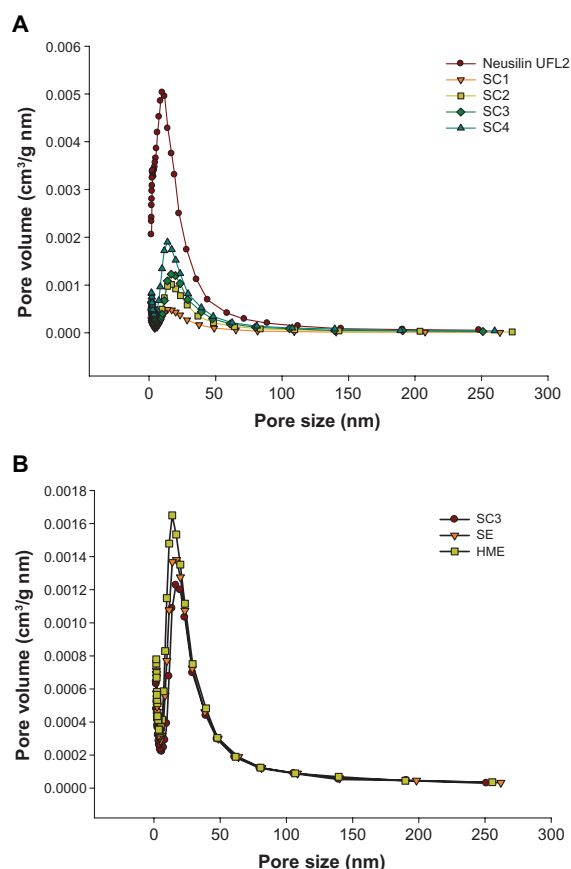 A
0.006
0.005
0.004
0.003
0.002
0.001
0.000
Pore volume (cm³/g nm)
Neusilin UFL2
SC1
SC2
SC3
SC4
0 50 100 150 200 250 300
Pore size (nm)
B
0.0018
0.0016
0.0014
0.0012
0.0010
0.0008
0.0006
0.0004
0.0002
0.0000
Pore volume (cm³/g nm)
SC3
SE
HME
0 50 100 150 200 250 300
Pore size (nm)